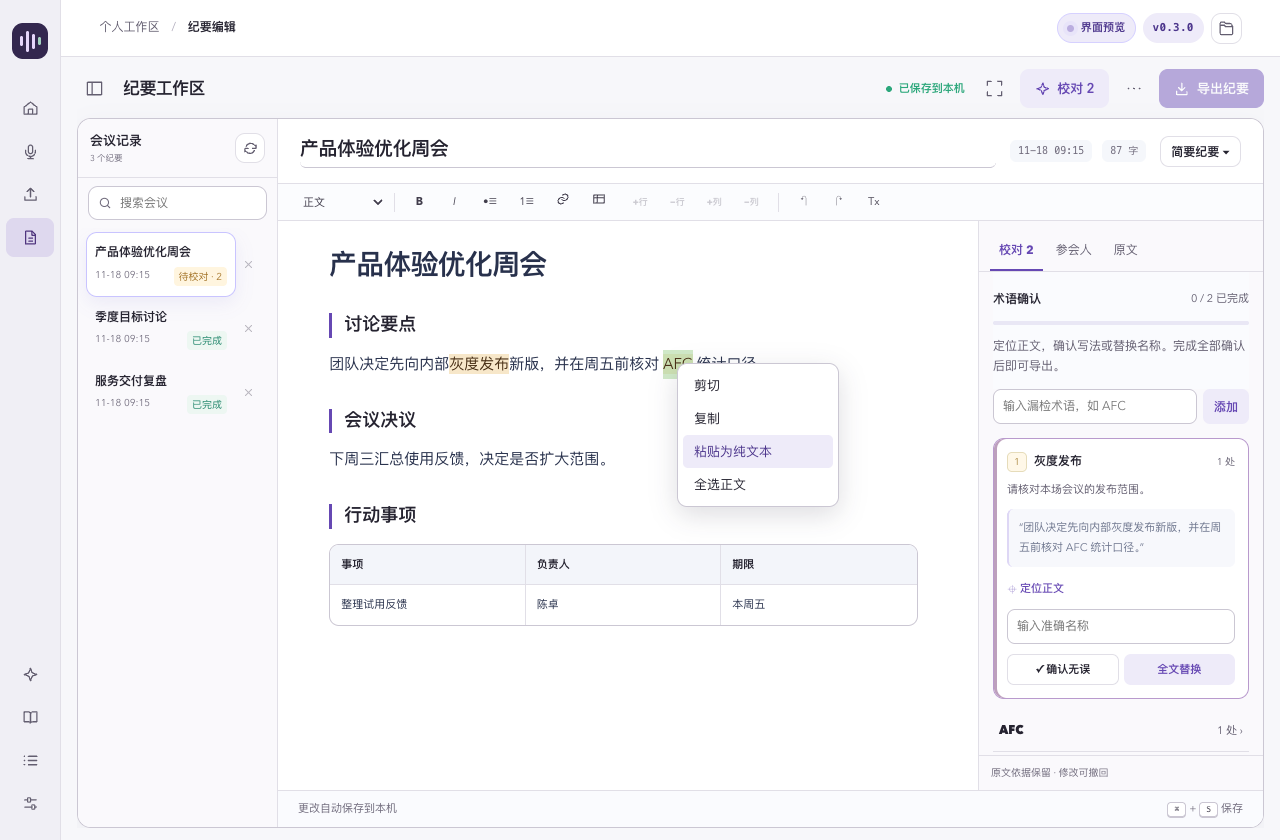 个人工作区 / 纪要编辑
界面预览
v0.3.0
纪要工作区
已保存到本机
校对 2
···
导出纪要
会议记录
3 个纪要
搜索会议
产品体验优化周会
11-18 09:15
待校对 · 2
季度目标讨论
11-18 09:15
已完成
服务交付复盘
11-18 09:15
已完成
产品体验优化周会
11-18 09:15
87 字
简要纪要
正文
B
I
+行
−行
+列
−列
Tx
产品体验优化周会
讨论要点
团队决定先向内部灰度发布新版，并在周五前核对 AFC 统计口径
会议决议
下周三汇总使用反馈，决定是否扩大范围。
行动事项
事项 负责人 期限
整理试用反馈 陈卓 本周五
剪切
复制
粘贴为纯文本
全选正文
校对 2 参会人 原文
术语确认
0 / 2 已完成
定位正文，确认写法或替换名称。完成全部确认
后即可导出。
输入漏检术语，如 AFC
添加
1 灰度发布
1 处
请核对本场会议的发布范围。
“团队决定先向内部灰度发布新版，并在周
五前核对 AFC 统计口径。”
定位正文
输入准确名称
✓确认无误
全文替换
AFC
1 处 ›
原文依据保留 · 修改可撤回
更改自动保存到本机
⌘ + S 保存